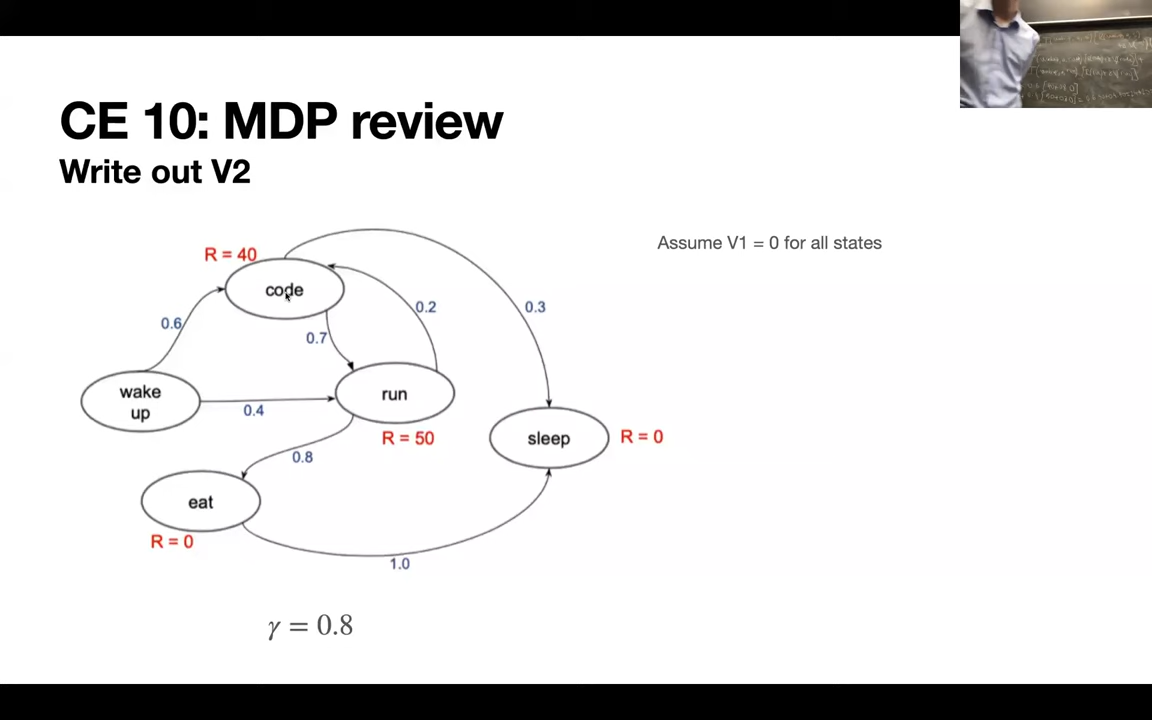 CE 10: MDP review
Write out V2
Assume V1 = 0 for all states
R = 40
code
0.6
0.7
0.2
0.3
wake
up
0.4
run
R = 50
sleep
R = 0
0.8
eat
R = 0
1.0
γ = 0.8